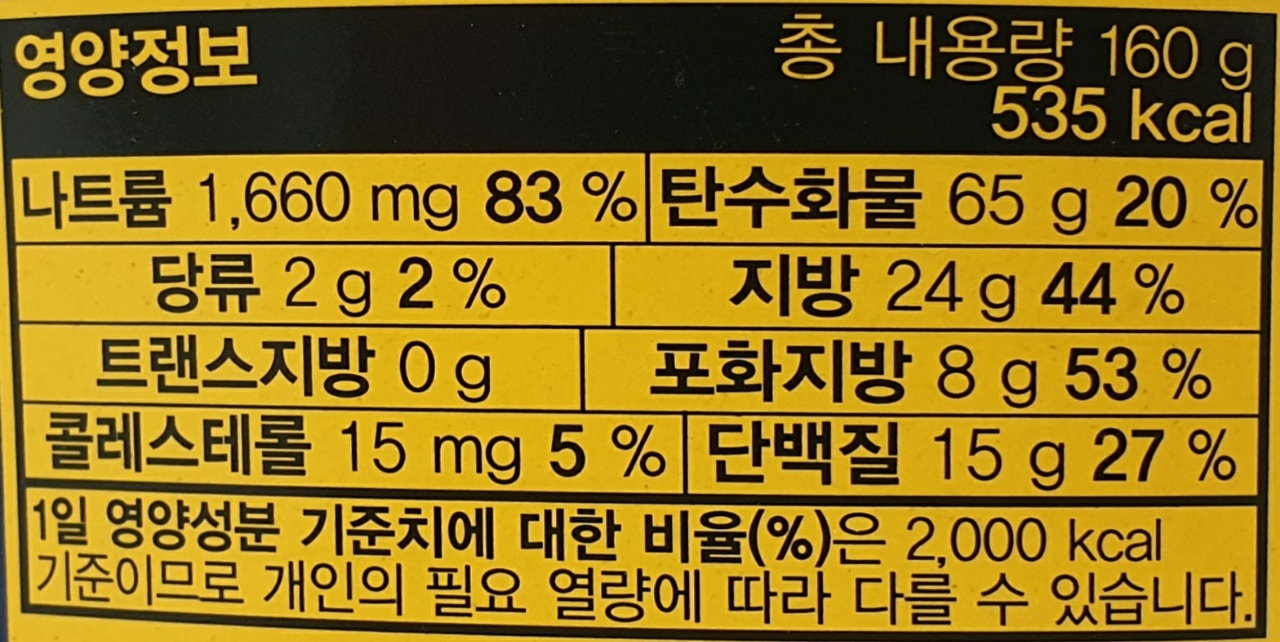 영양정보
총 내용량 160 g
535 kcal
나트륨 1,660 mg 83 % 탄수화물 65 g 20 %
당류 2 g 2 % 지방 24 g 44 %
트랜스지방 0 g 포화지방 8 g 53 %
콜레스테롤 15 mg 5 % 단백질 15 g 27 %
1일 영양성분 기준치에 대한 비율(%)은 2,000 kcal
기준이므로 개인의 필요 열량에 따라 다를 수 있습니다.